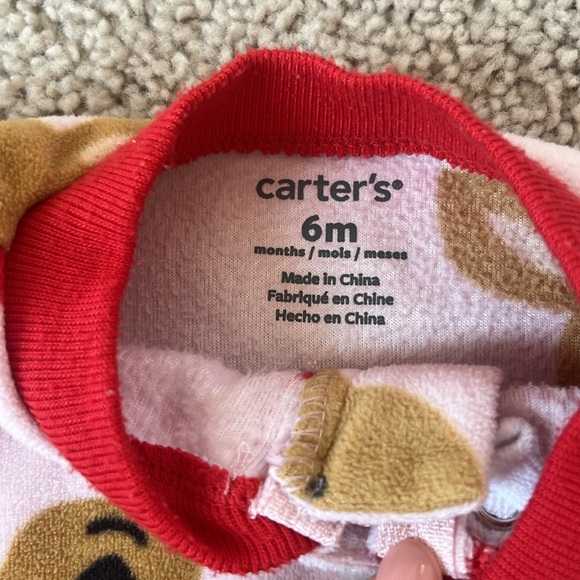 carter's®
6m
months / mois / meses
Made in China
Fabriqué en Chine
Hecho en China